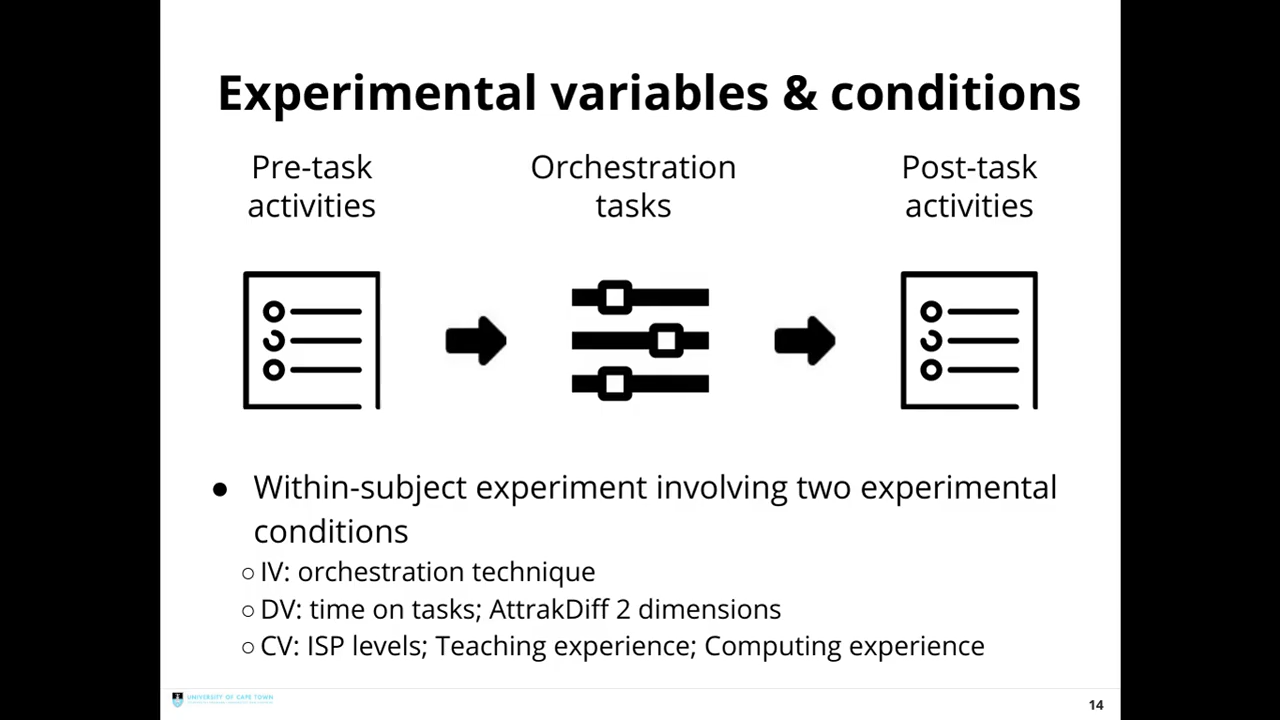 Experimental variables & conditions
Pre-task
activities
Orchestration
tasks
Post-task
activities
● Within-subject experiment involving two experimental
conditions
○ IV: orchestration technique
○ DV: time on tasks; AttrakDiff 2 dimensions
○ CV: ISP levels; Teaching experience; Computing experience
UNIVERSITY OF CAPE TOWN
14